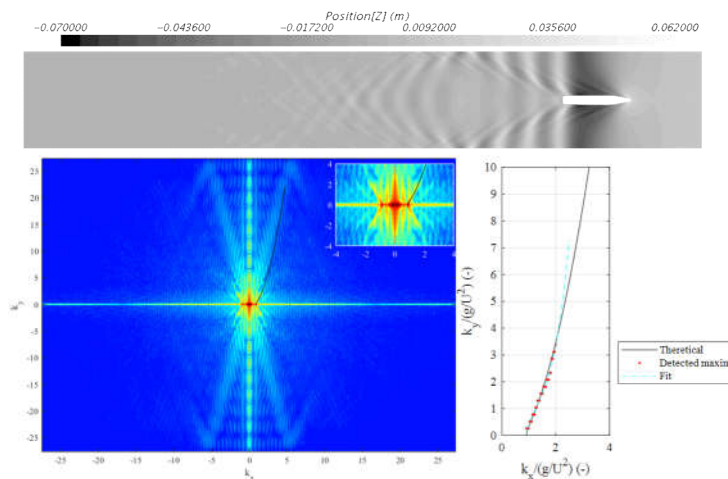 Position[Z] (m)
-0.070000 -0.043600 -0.017200 0.0092000 0.035600 0.062000
25
20
15
10
5
0
-5
-10
-15
-20
-25
k_y
-25 -20 -15 -10 -5 0 5 10 15 20 25
4
2
0
-2
-4
-4 -2 0 2 4
10
9
8
7
6
5
4
3
2
1
0
k_y/(g/U^2) (-)
0 2 4
k_x/(g/U^2) (-)
Theretical
Detected maxin
Fit